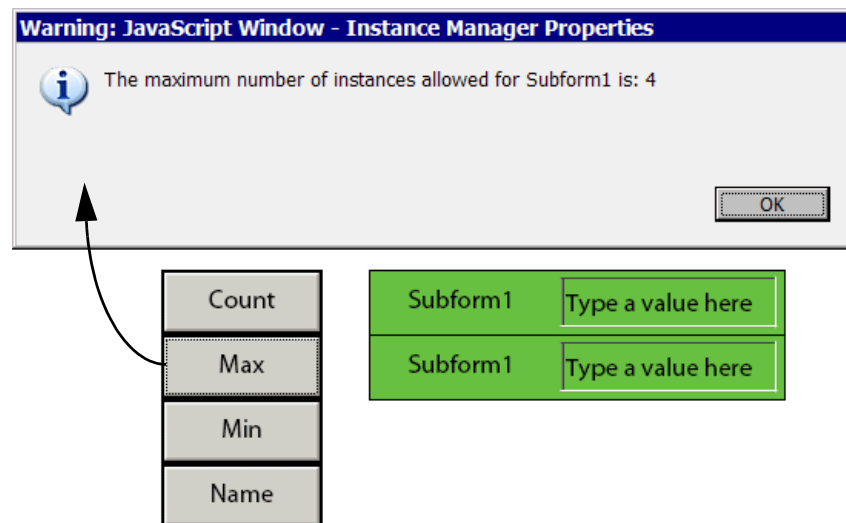 Warning: JavaScript Window - Instance Manager Properties
The maximum number of instances allowed for Subform1 is: 4
OK
Count
Subform1 Type a value here
Max
Subform1 Type a value here
Min
Name